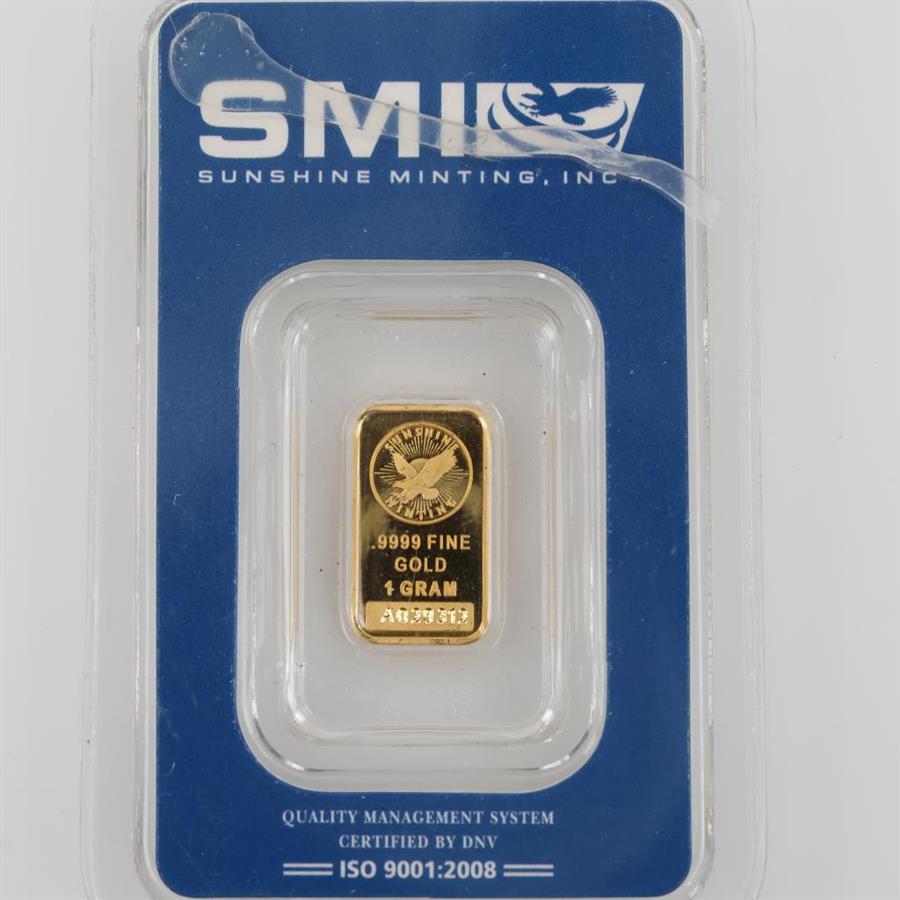 SMI
SUNSHINE MINTING, INC
SUNSHINE
MINTING
.9999 FINE
GOLD
1 GRAM
A029312
QUALITY MANAGEMENT SYSTEM
CERTIFIED BY DNV
ISO 9001:2008